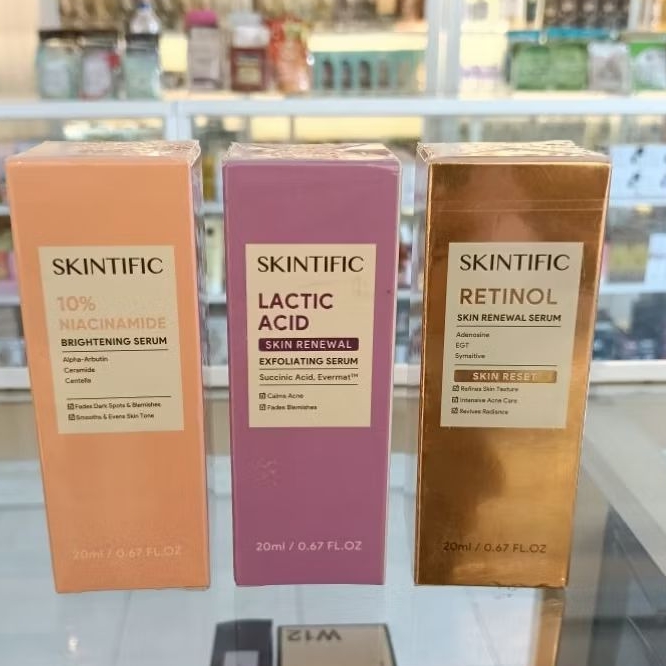 SKINTIFIC
10%
NIACINAMIDE
BRIGHTENING SERUM
Alpha-Arbutin
Ceramide
Centella
Fades Dark Spots & Blemishes
Smooths & Evens Skin Tone
20ml / 0.67 FL.OZ
SKINTIFIC
LACTIC
ACID
SKIN RENEWAL
EXFOLIATING SERUM
Succinic Acid, Evermat™
Calms Acne
Fades Blemishes
20ml / 0.67 FL.OZ
SKINTIFIC
RETINOL
SKIN RENEWAL SERUM
Adenosine
EGT
Symsitive
SKIN RESET
Refines Skin Texture
Intensive Acne Care
Revives Radiance
20ml / 0.67 FL.OZ
W12